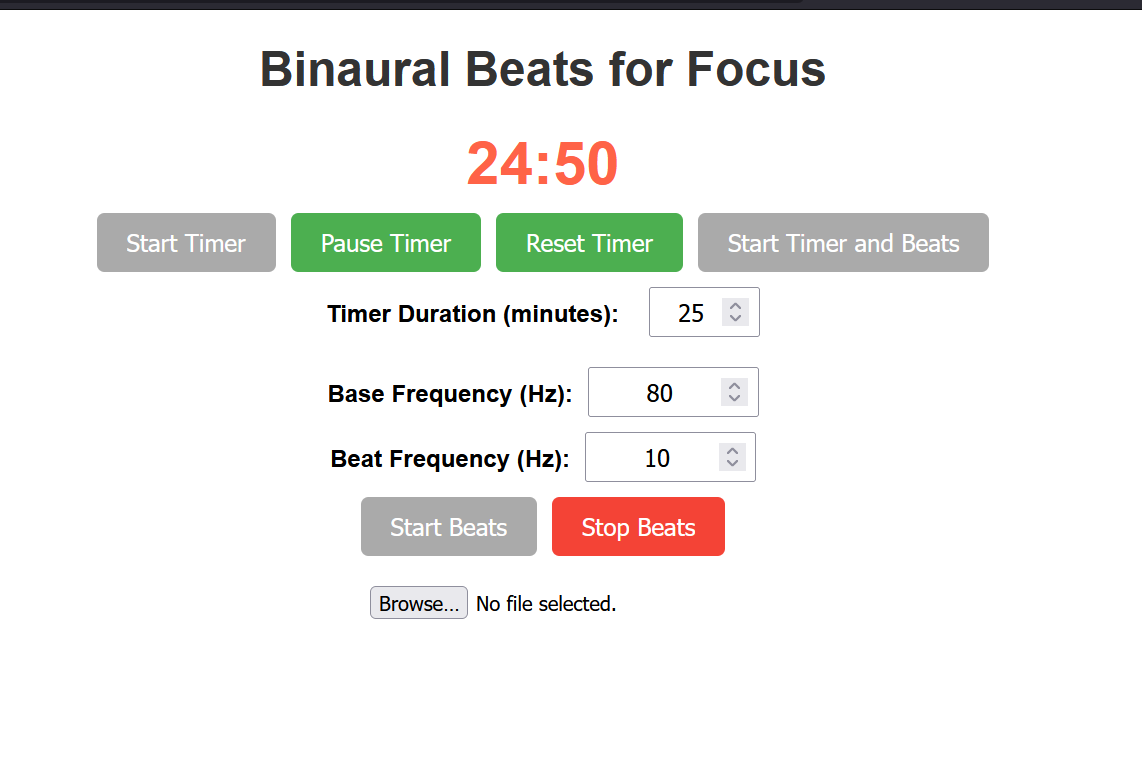 Binaural Beats for Focus
24:50
Start Timer Pause Timer Reset Timer Start Timer and Beats
Timer Duration (minutes): 25
Base Frequency (Hz): 80
Beat Frequency (Hz): 10
Start Beats Stop Beats
Browse... No file selected.